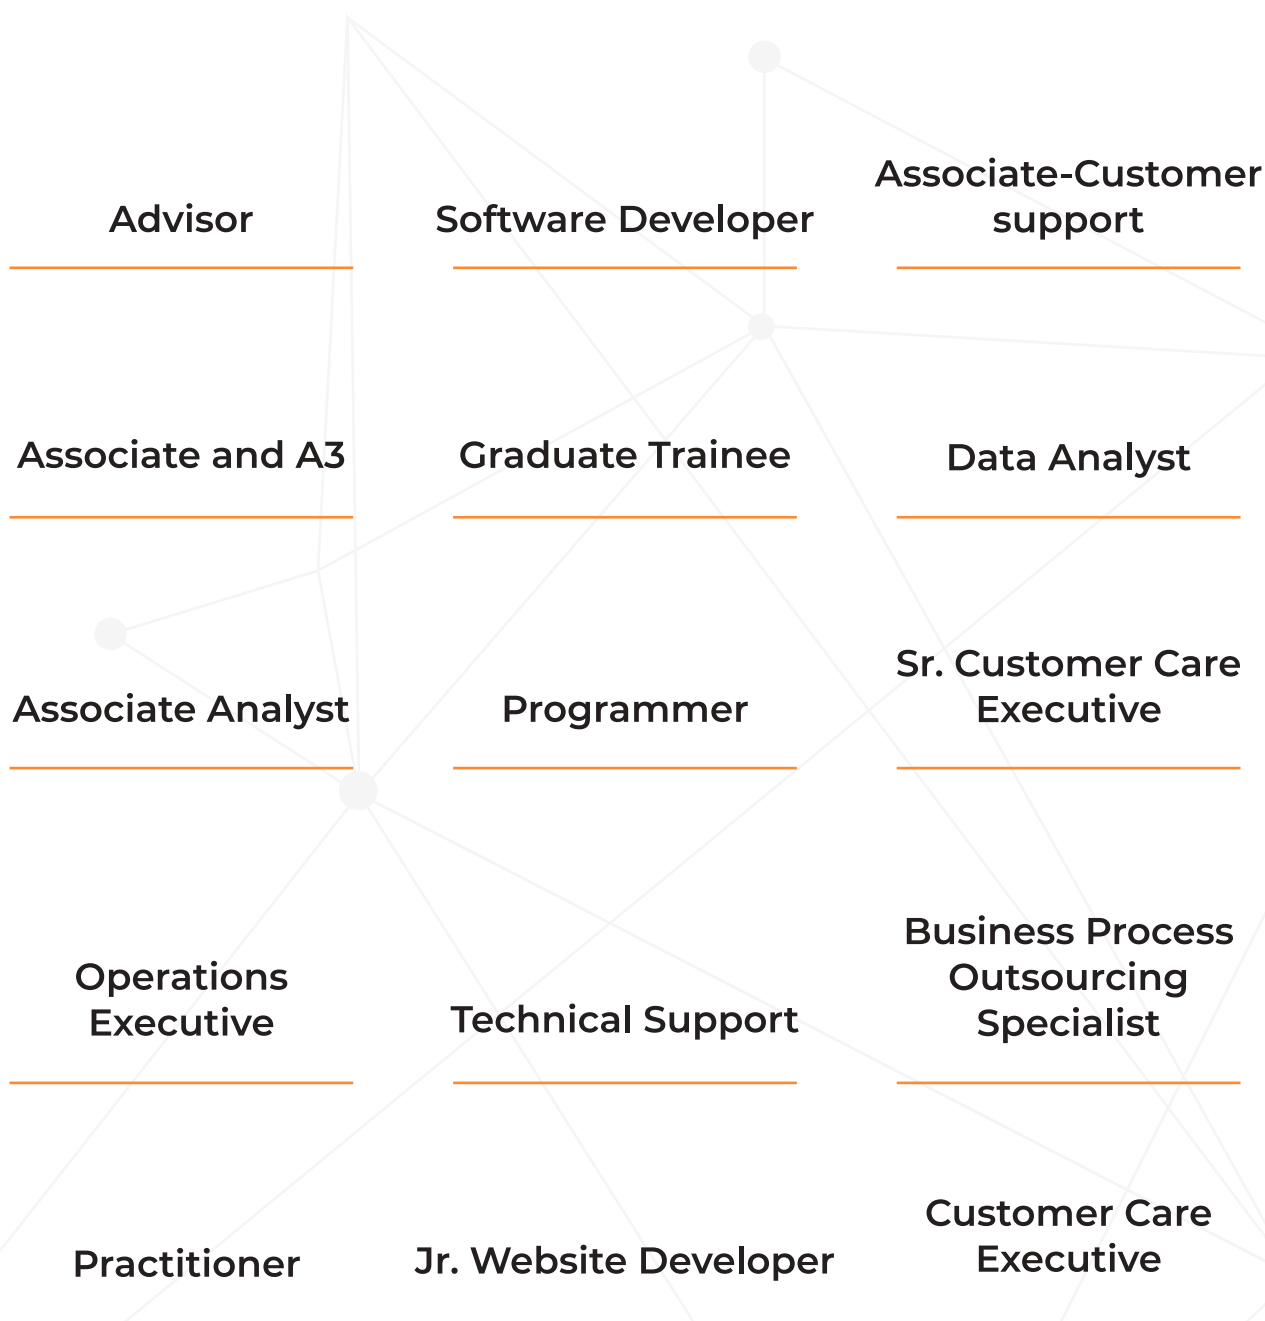 Advisor
Software Developer
Associate-Customer
support
Associate and A3
Graduate Trainee
Data Analyst
Associate Analyst
Programmer
Sr. Customer Care
Executive
Operations
Executive
Technical Support
Business Process
Outsourcing
Specialist
Practitioner
Jr. Website Developer
Customer Care
Executive